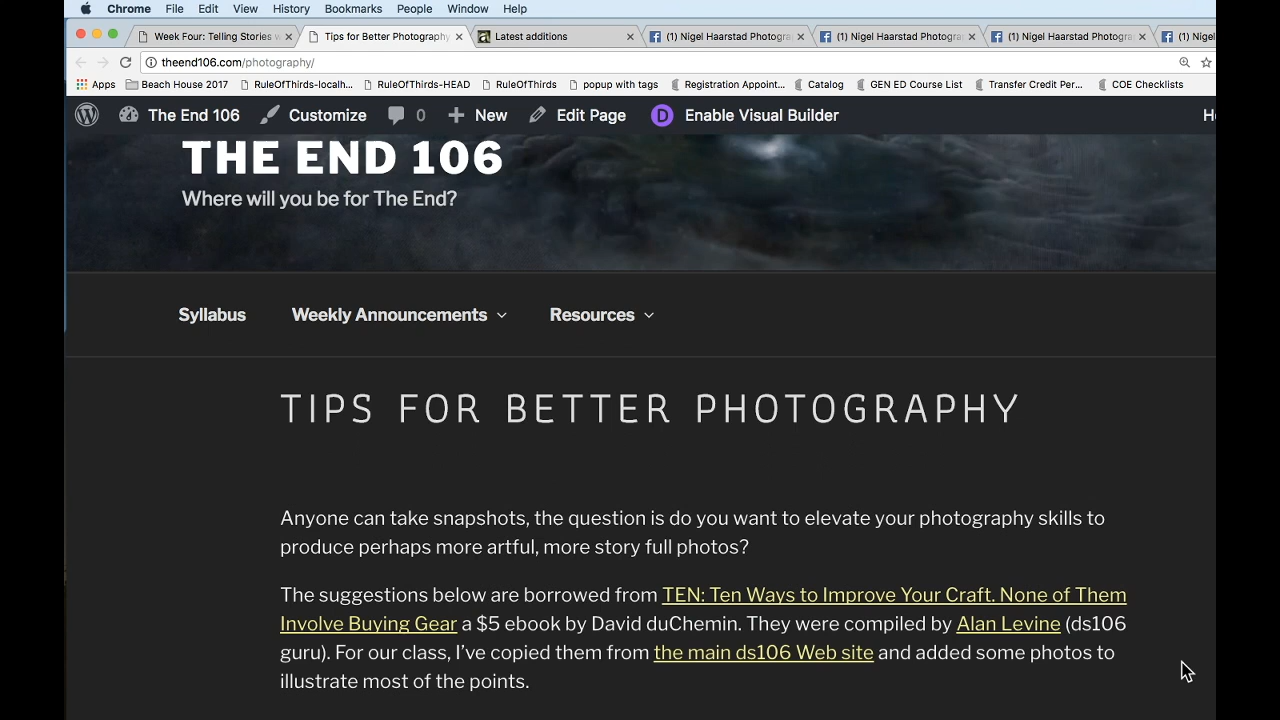 Chrome File Edit View History Bookmarks People Window Help
Week Four: Telling Stories Tips for Better Photography Latest additions (1) Nigel Haarstad Photogra (1) Nigel Haarstad Photogra (1) Nigel Haarstad Photogra (1) Nigel
theend106.com/photography/
Apps Beach House 2017 RuleOfThirds-localh... RuleOfThirds-HEAD RuleOfThirds popup with tags Registration Appoint... Catalog GEN ED Course List Transfer Credit Per... COE Checklists
The End 106 Customize 0 New Edit Page D Enable Visual Builder
THE END 106
Where will you be for The End?
Syllabus Weekly Announcements Resources
TIPS FOR BETTER PHOTOGRAPHY
Anyone can take snapshots, the question is do you want to elevate your photography skills to
produce perhaps more artful, more story full photos?
The suggestions below are borrowed from TEN: Ten Ways to Improve Your Craft. None of Them
Involve Buying Gear a $5 ebook by David duChemin. They were compiled by Alan Levine (ds106
guru). For our class, I've copied them from the main ds106 Web site and added some photos to
illustrate most of the points.